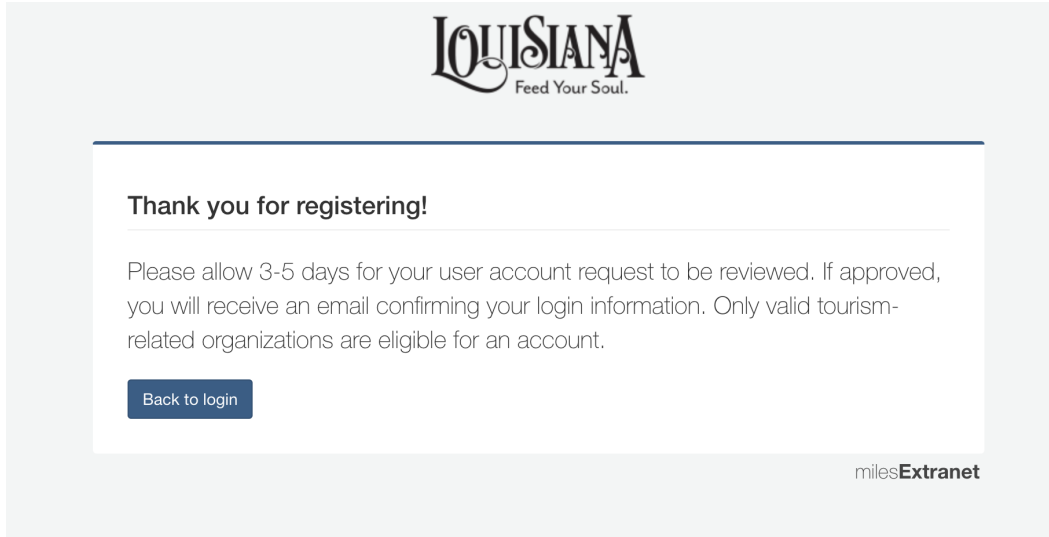 LOUISIANA
Feed Your Soul.
Thank you for registering!
Please allow 3-5 days for your user account request to be reviewed. If approved,
you will receive an email confirming your login information. Only valid tourism-
related organizations are eligible for an account.
Back to login
milesExtranet